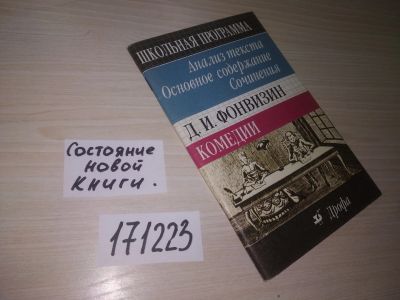 ШКОЛЬНАЯ ПРОГРАММА
Анализ текста
Основное содержание
Сочинения
Д. И. ФОНВИЗИН
КОМЕДИИ
Дрофа
Состояние
новой
книги.
171223